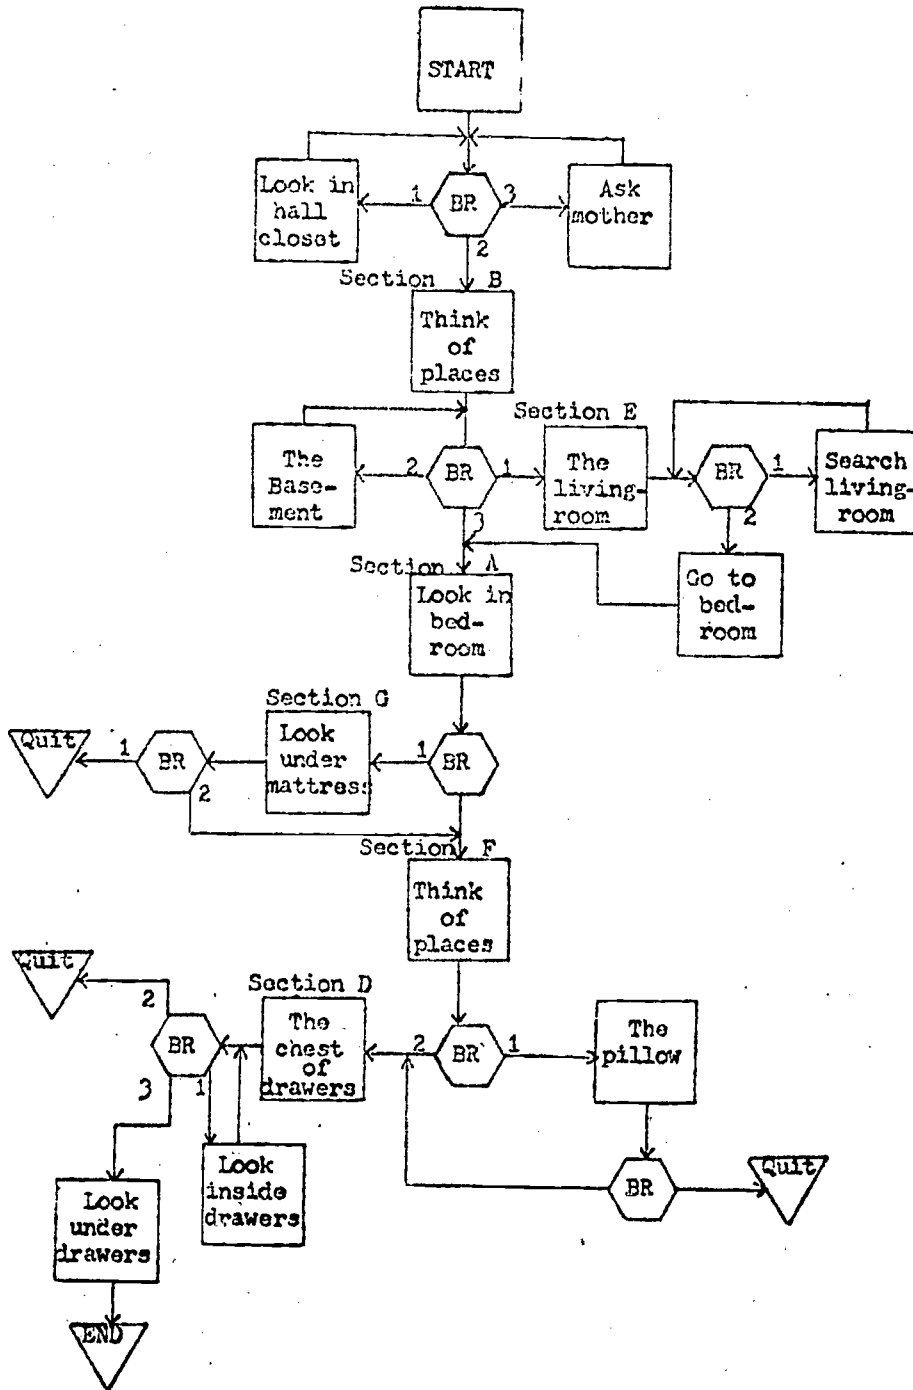 START
Look in
hall
closet
1
BR
3
Ask
mother
2
Section B
Think
of
places
Section E
The
Base-
ment
2
BR
1
The
living-
room
BR
1
Search
living-
room
3
2
Section A
Look in
bed-
room
Go to
bed-
room
Section G
Quit
1
BR
2
Look
under
mattress
1
BR
Section F
Think
of
places
Quit
2
Section D
BR
3
1
The
chest
of
drawers
2
BR
1
The
pillow
Look
inside
drawers
BR
Quit
Look
under
drawers
END